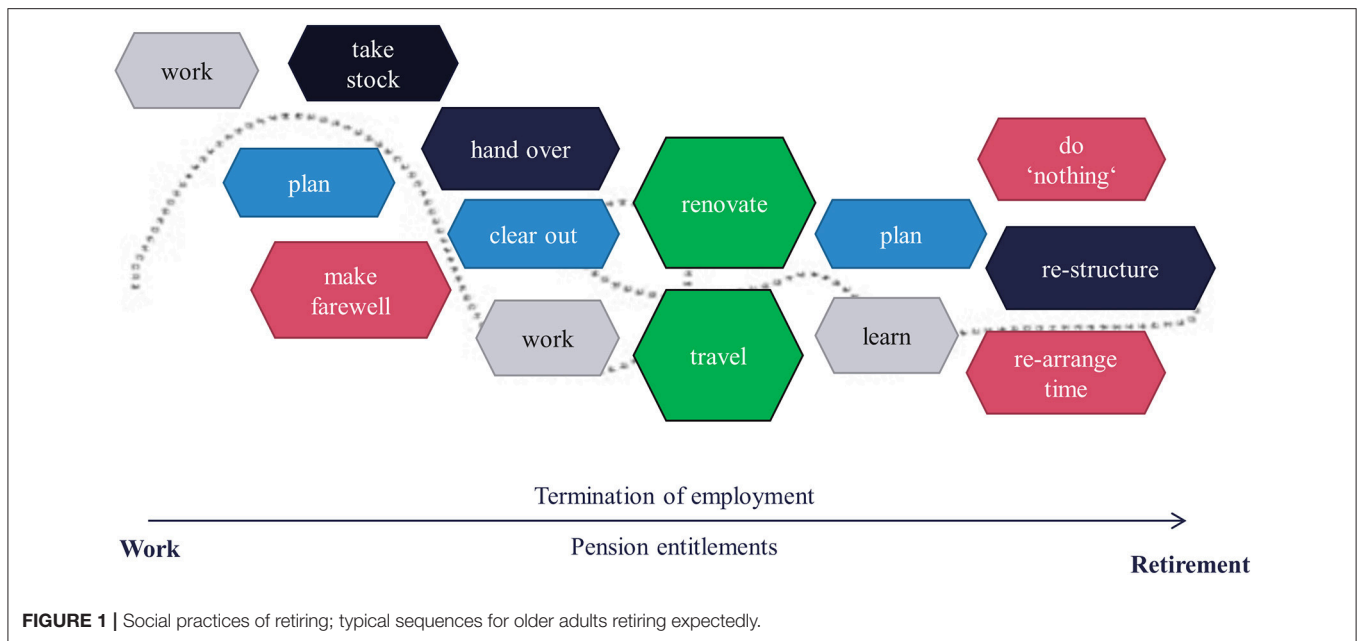 work
take
stock
hand over
plan
clear out
make
farewell
work
renovate
travel
plan
learn
do
‘nothing‘
re-structure
re-arrange
time
Termination of employment
Work
Pension entitlements
Retirement
FIGURE 1 | Social practices of retiring; typical sequences for older adults retiring expectedly.